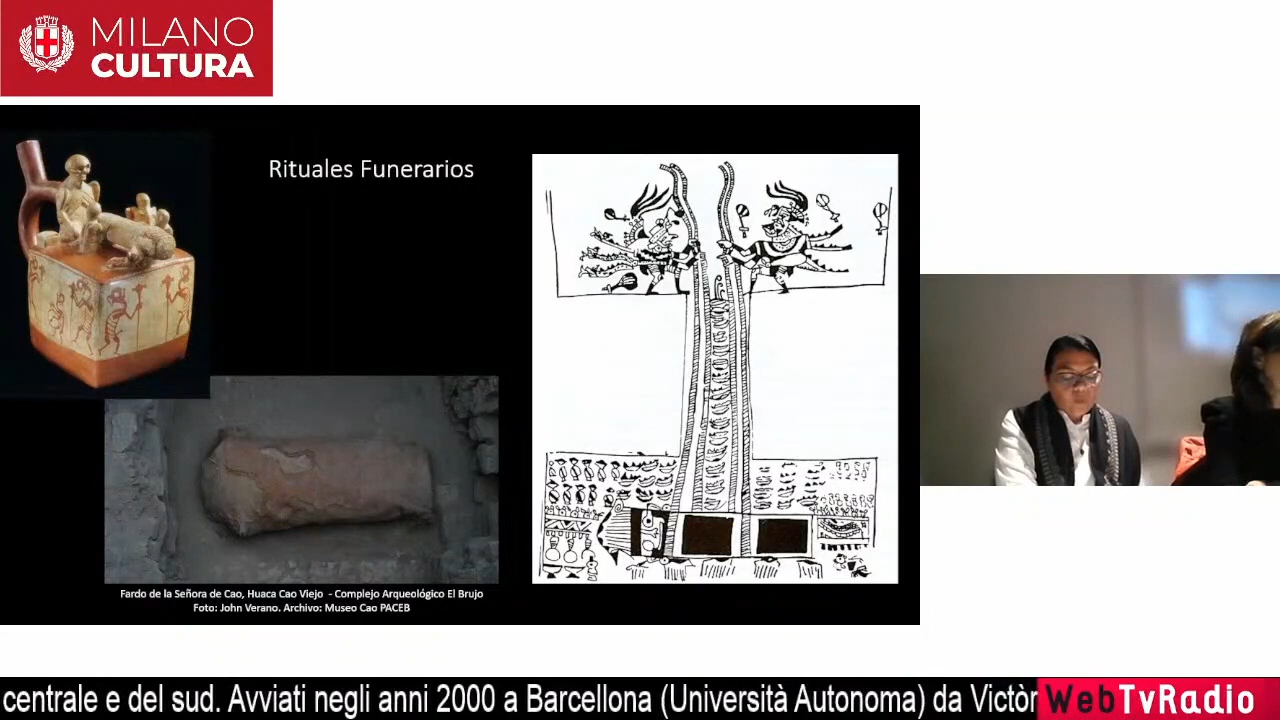 MILANO
CULTURA
Rituales Funerarios
Fardo de la Señora de Cao, Huaca Cao Viejo - Complejo Arqueológico El Brujo
Foto: John Verano. Archivo: Museo Cao PACEB
centrale e del sud. Avviati negli anni 2000 a Barcellona (Università Autonoma) da Victòr
WebTvRadio